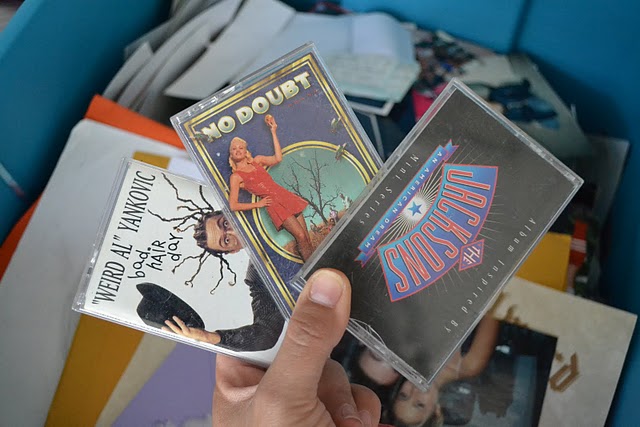 "WEIRD AL" YANKOVIC
bad
hair
day
NO DOUBT
Album Inspired By
THE
JACKSONS
AN AMERICAN DREAM
Mini Series